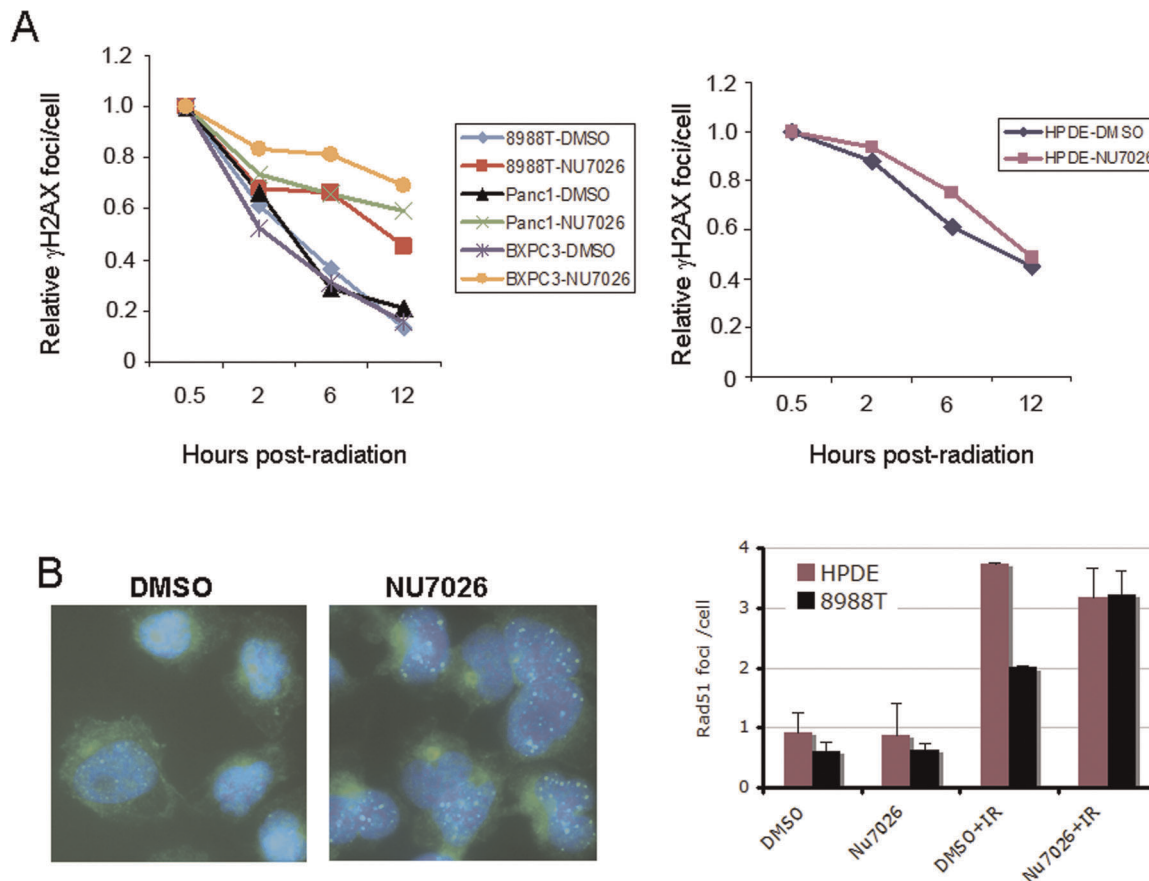 A
Relative γH2AX foci/cell
1.2
1.0
0.8
0.6
0.4
0.2
0
0.5 2 6 12
Hours post-radiation
8988T-DMSO
8988T-NU7026
Panc1-DMSO
Panc1-NU7026
BXPC3-DMSO
BXPC3-NU7026
Relative γH2AX foci/cell
1.2
1.0
0.8
0.6
0.4
0.2
0
0.5 2 6 12
Hours post-radiation
HPDE-DMSO
HPDE-NU7026
B
DMSO
NU7026
Rad51 foci /cell
4
3
2
1
0
HPDE
8988T
DMSO
Nu7026
DMSO+IR
Nu7026+IR